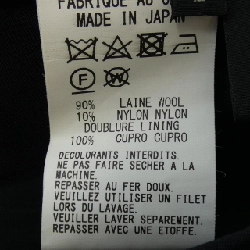 FABRIQUE AU
MADE IN JAPAN
90% LAINE WOOL
10% NYLON NYLON
DOUBLURE LINING
100% CUPRO CUPRO
DECOLORANTS INTERDITS.
NE PAS FAIRE SECHER A LA
MACHINE.
REPASSER AU FER DOUX.
VEUILLEZ UTILISER UN FILET
LORS DU LAVAGE.
VEUILLER LAVER SEPAREMENT.
REPASSER AVEC UNE ETOFFE.